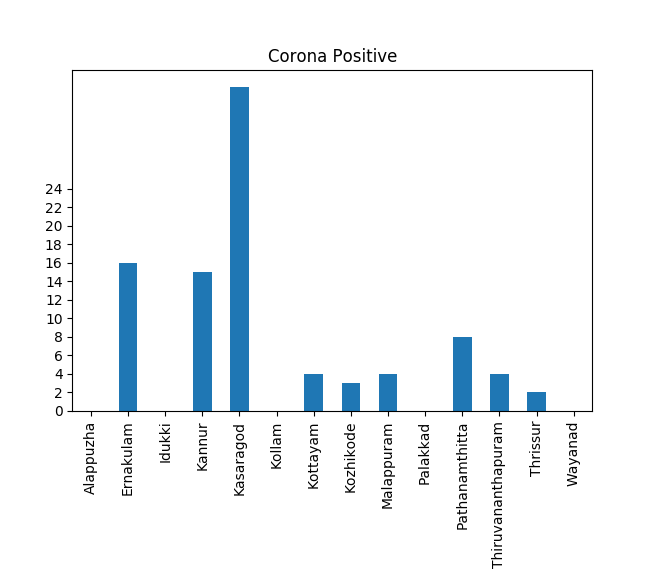 Corona Positive
24
22
20
18
16
14
12
10
8
6
4
2
0
Alappuzha
Ernakulam
Idukki
Kannur
Kasaragod
Kollam
Kottayam
Kozhikode
Malappuram
Palakkad
Pathanamthitta
Thiruvananthapuram
Thrissur
Wayanad